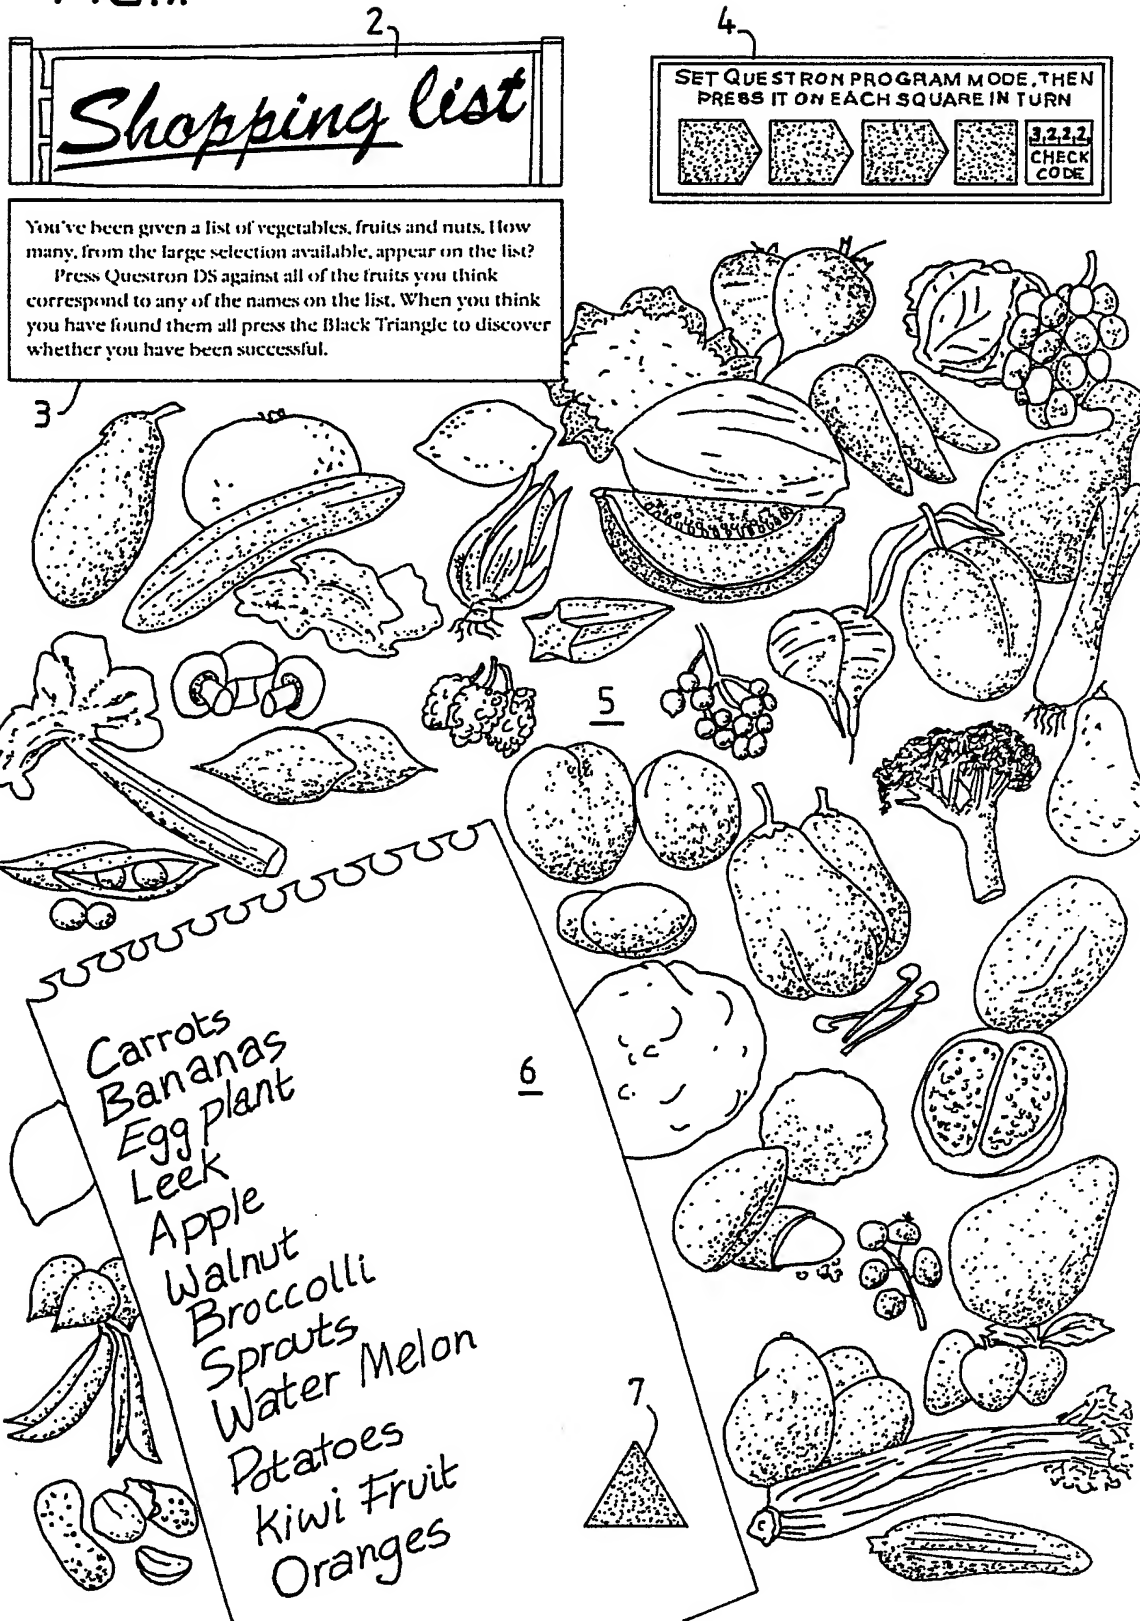 2
4
Shopping list
SET QUESTRON PROGRAM MODE, THEN
PRESS IT ON EACH SQUARE IN TURN
3,2,2,2,
CHECK
CODE
You've been given a list of vegetables, fruits and nuts. How
many, from the large selection available, appear on the list?
Press Questron DS against all of the fruits you think
correspond to any of the names on the list. When you think
you have found them all press the Black Triangle to discover
whether you have been successful.
3
5
6
Carrots
Bananas
Egg plant
Leek
Apple
Walnut
Broccolli
Sprouts
Water Melon
Potatoes
Kiwi Fruit
Oranges
7